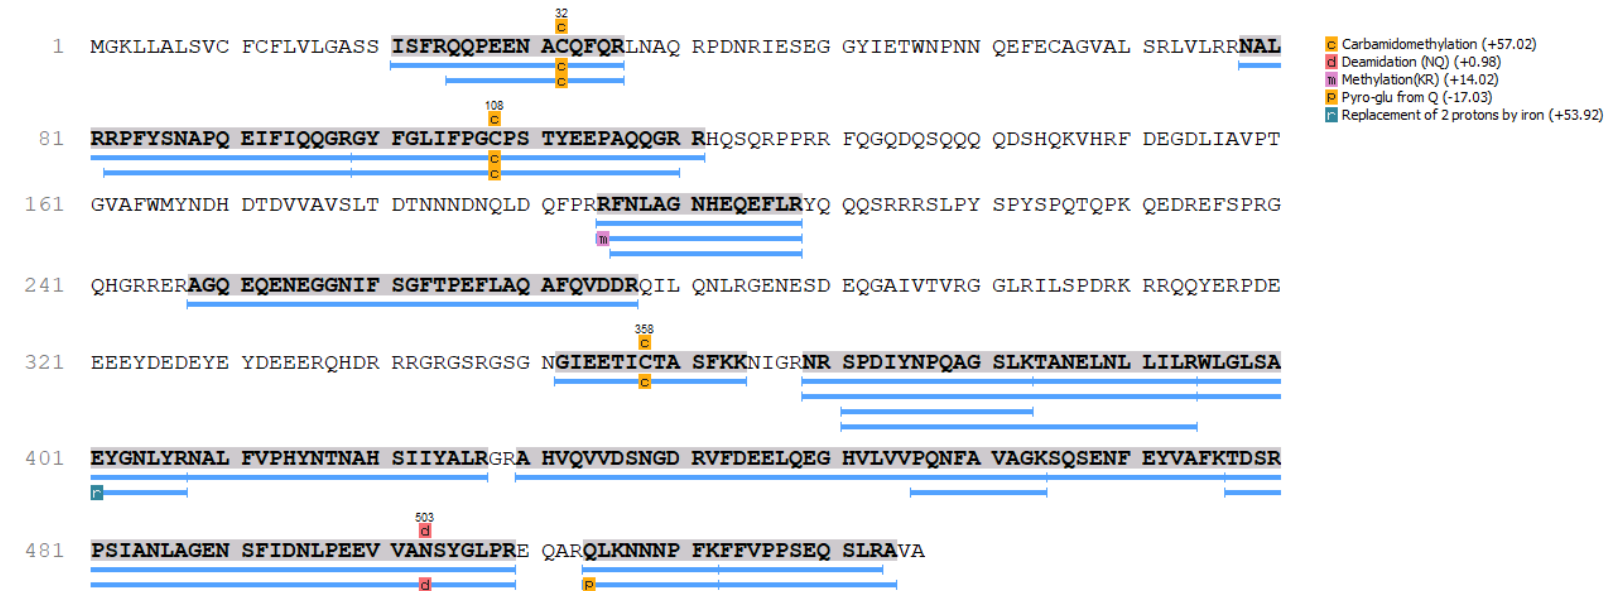 32
c
1 MGKLLALSVC FCFLVLGASS ISFRQQPEEN ACQFQRLNAQ RPDNRIESEG GYIETWNPNN QEFECAGVAL SRLVLRRNAL
c
c
c Carbamidomethylation (+57.02)
d Deamidation (NQ) (+0.98)
m Methylation(KR) (+14.02)
p Pyro-glu from Q (-17.03)
r Replacement of 2 protons by iron (+53.92)
108
c
81 RRPFYSNAPQ EIFIQQGRGY FGLIFPGCPS TYEEPAQQGR RHQSQRPPRR FQGQDQSQQQ QDSHQKVHRF DEGDLIAVPT
c
c
161 GVAFWMYNDH DTDVVAVSLT DTNNNDNQLD QFPRRFNLAG NHEQEFLRYQ QQSRRRSLPY SPYSPQTQPK QEDREFSPRG
m
241 QHGRRERAGQ EQENEGGNIF SGFTPEFLAQ AFQVDDRQIL QNLRGENESD EQGAIVTVRG GLRILSPDRK RRQQYERPDE
358
c
321 EEEYDEDEYE YDEEERQHDR RRGRGSRGSG NGIEETICTA SFKKNIGRNR SPDIYNPQAG SLKTANELNL LILRWLGLSA
c
401 EYGNLYRNAL FVPHYNTNAH SIIYALRGRA HVQVVDSNGD RVFDEELQEG HVLVVPQNFA VAGKSQSENF EYVAFKTDSR
r
503
d
481 PSIANLAGEN SFIDNLPEEV VANSYGLPRE QARQLKNNNP FKFFVPPSEQ SLRAVA
d
p